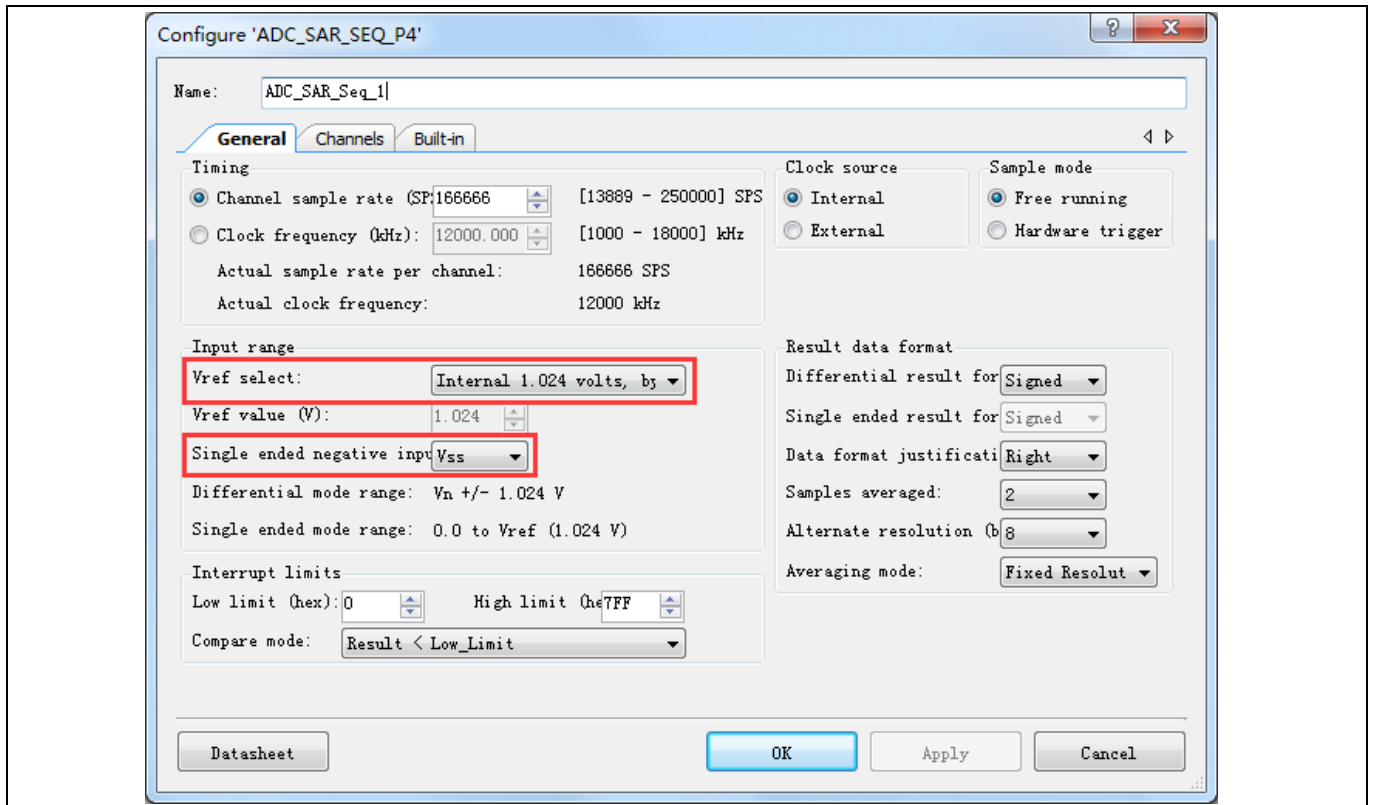 Configure 'ADC_SAR_SEQ_P4'
Name: ADC_SAR_Seq_1
General Channels Built-in
Timing
Channel sample rate (SP: 166666 [13889 - 250000] SPS
Clock frequency (kHz): 12000.000 [1000 - 18000] kHz
Actual sample rate per channel: 166666 SPS
Actual clock frequency: 12000 kHz
Clock source
Internal
External
Sample mode
Free running
Hardware trigger
Input range
Vref select: Internal 1.024 volts, by
Vref value (V): 1.024
Single ended negative inpu Vss
Differential mode range: Vn +/- 1.024 V
Single ended mode range: 0.0 to Vref (1.024 V)
Result data format
Differential result for Signed
Single ended result for Signed
Data format justificati Right
Samples averaged: 2
Alternate resolution (b 8
Averaging mode: Fixed Resolut
Interrupt limits
Low limit (hex): 0 High limit (he 7FF
Compare mode: Result < Low_Limit
Datasheet OK Apply Cancel